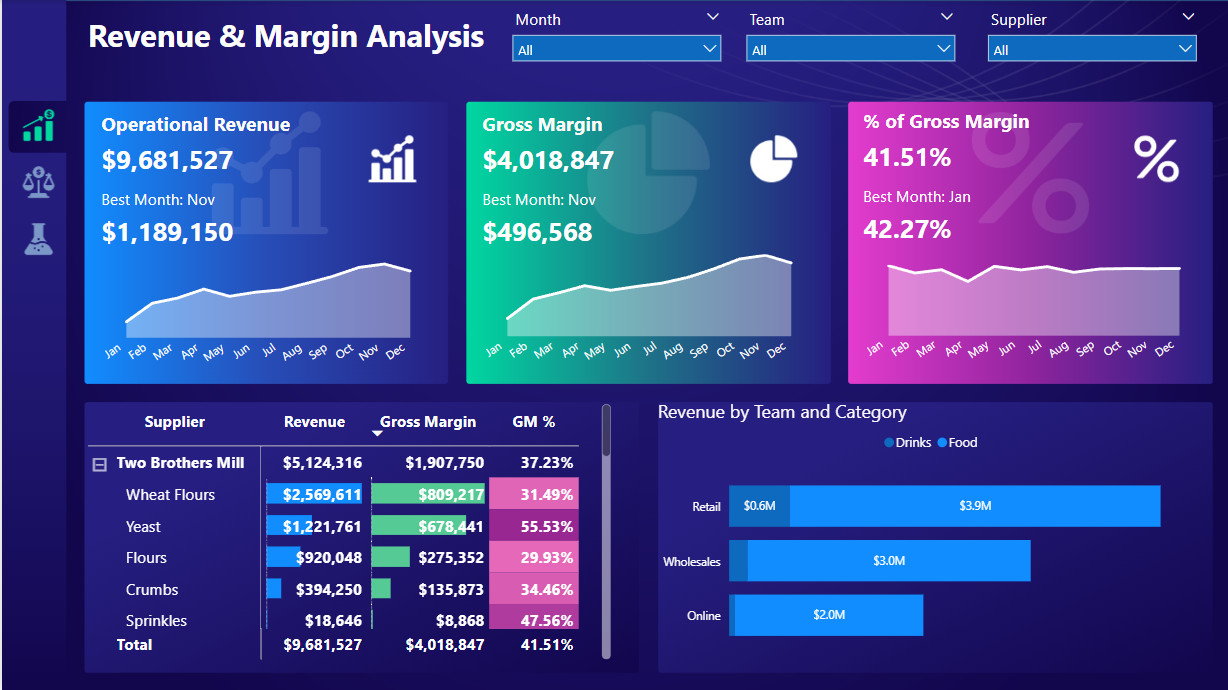 Revenue & Margin Analysis
Month
Team
Supplier
All
All
All
Operational Revenue
$9,681,527
Best Month: Nov
$1,189,150
Jan Feb Mar Apr May Jun Jul Aug Sep Oct Nov Dec
Gross Margin
$4,018,847
Best Month: Nov
$496,568
Jan Feb Mar Apr May Jun Jul Aug Sep Oct Nov Dec
% of Gross Margin
41.51%
Best Month: Jan
42.27%
Jan Feb Mar Apr May Jun Jul Aug Sep Oct Nov Dec
Supplier Revenue Gross Margin GM %
Two Brothers Mill $5,124,316 $1,907,750 37.23%
Wheat Flours $2,569,611 $809,217 31.49%
Yeast $1,221,761 $678,441 55.53%
Flours $920,048 $275,352 29.93%
Crumbs $394,250 $135,873 34.46%
Sprinkles $18,646 $8,868 47.56%
Total $9,681,527 $4,018,847 41.51%
Revenue by Team and Category
Drinks Food
Retail $0.6M $3.9M
Wholesales $3.0M
Online $2.0M